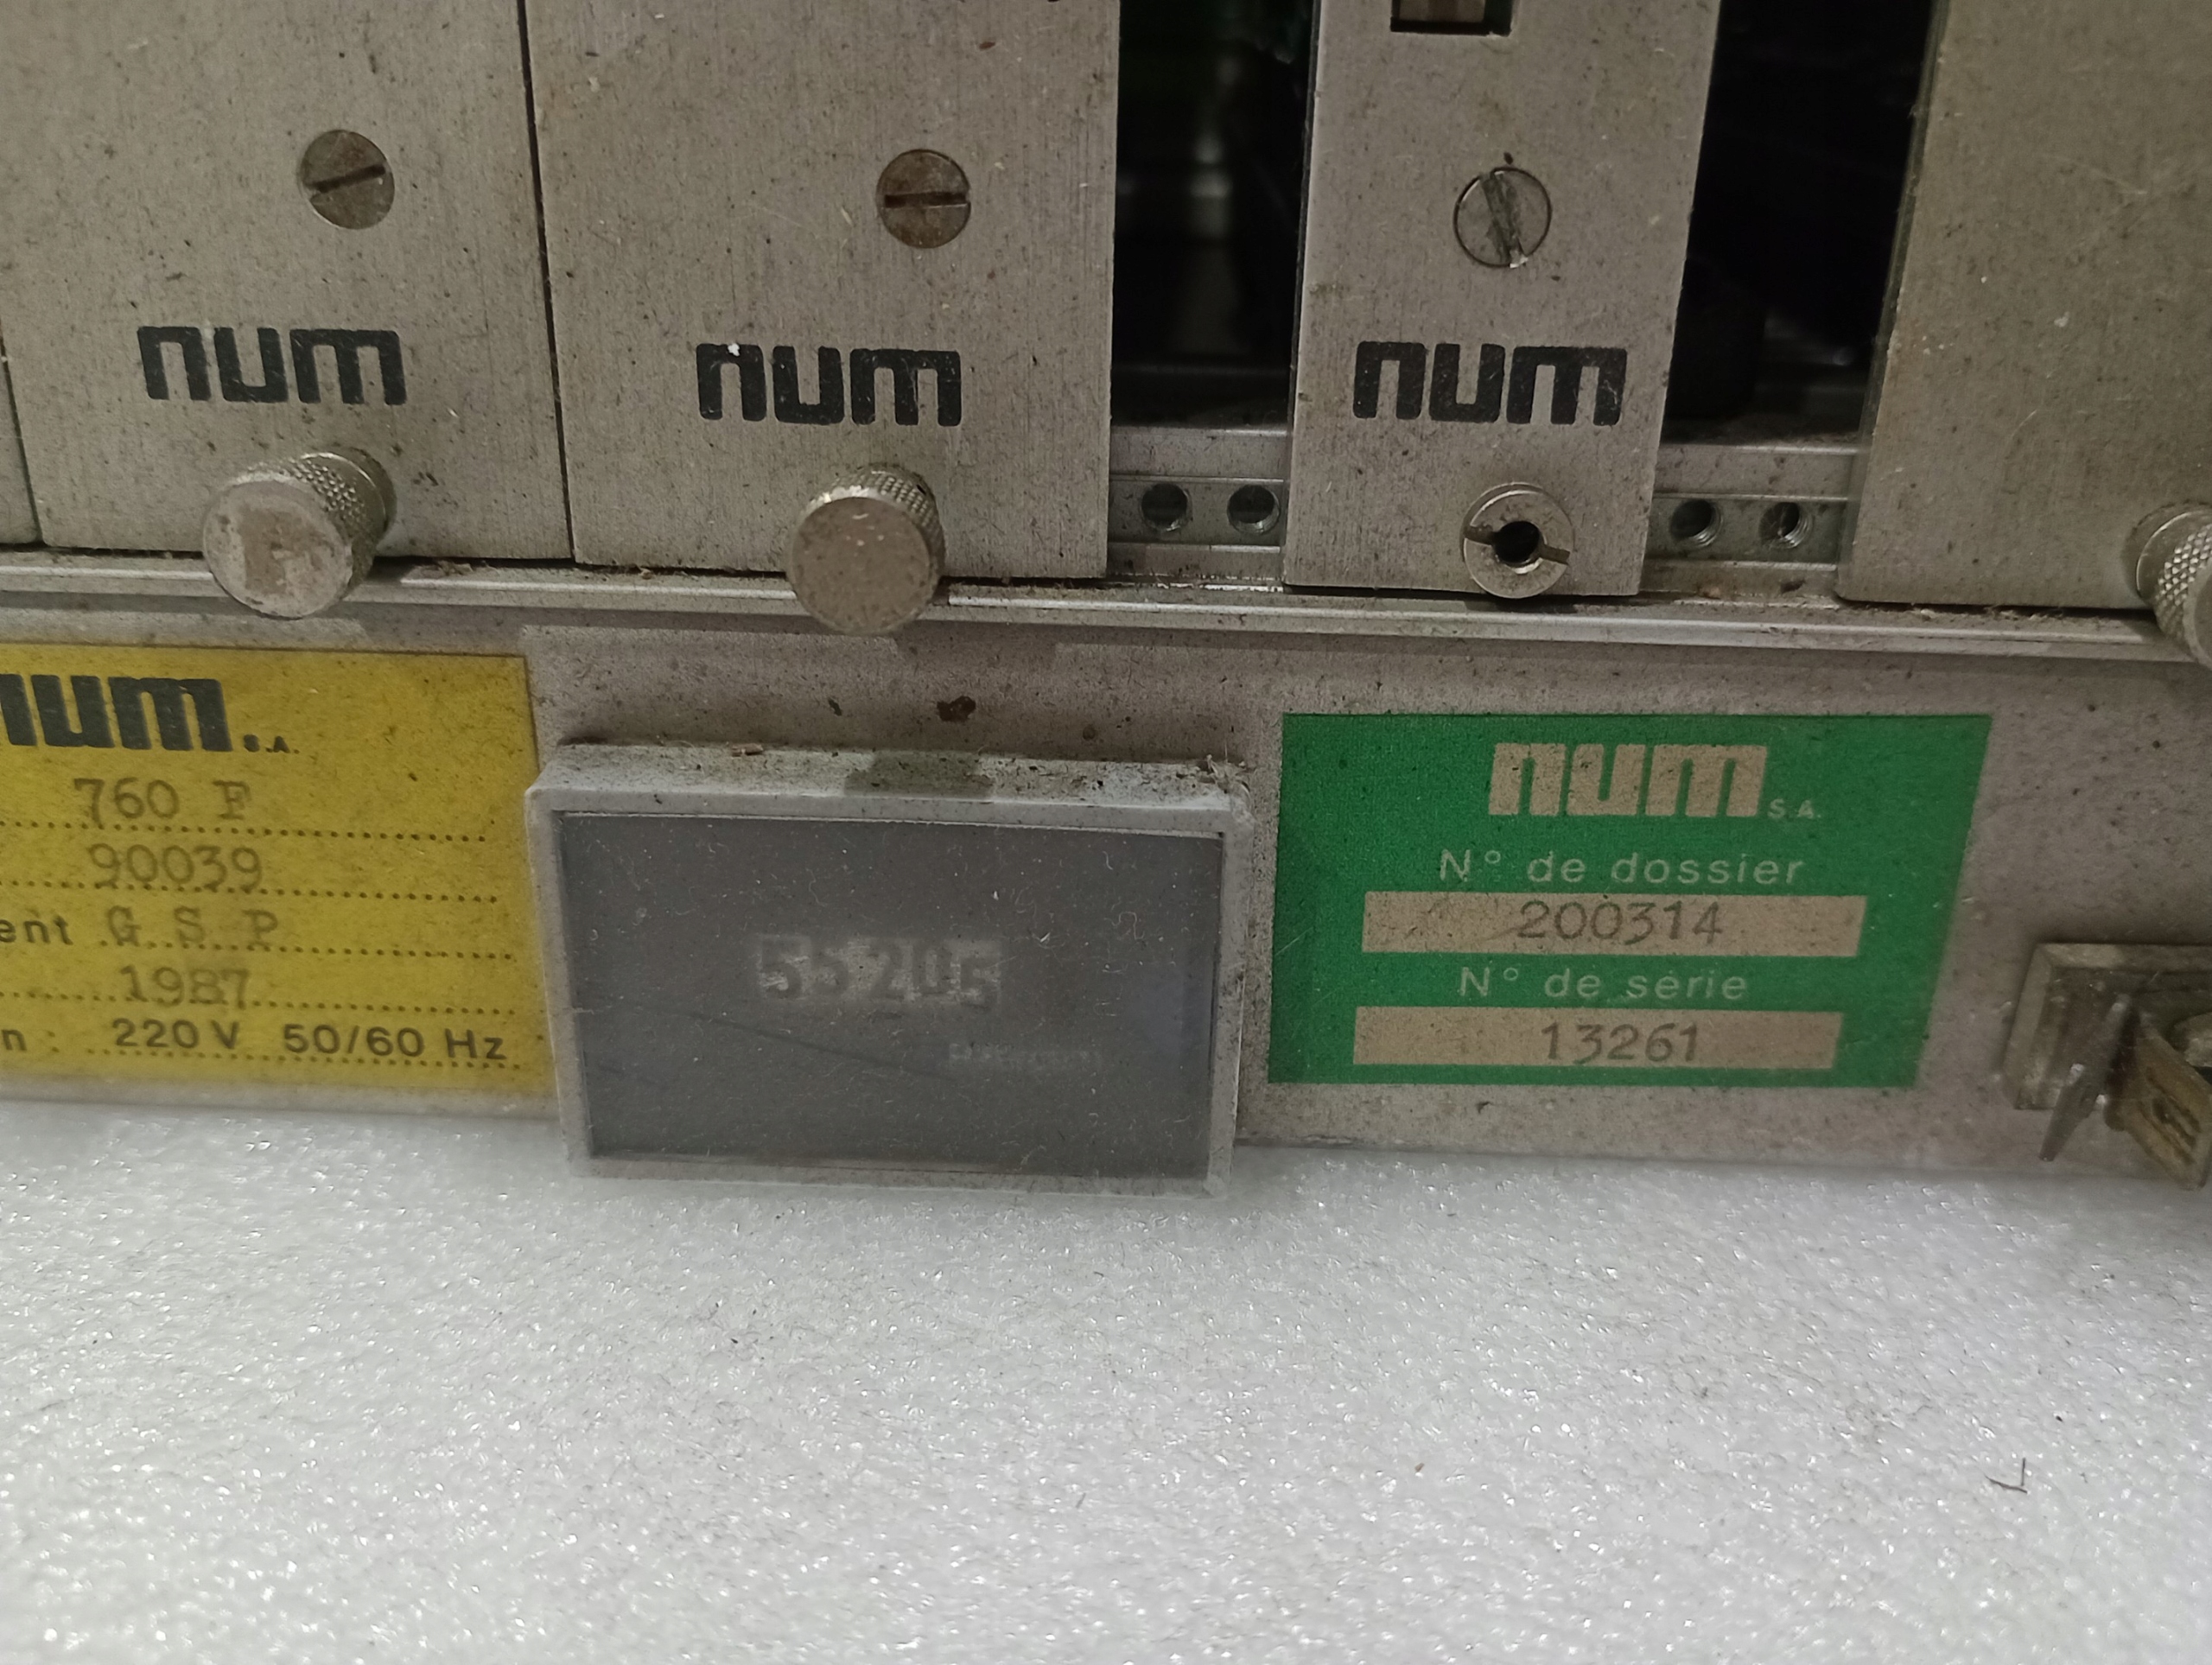 num
num
num
num S.A.
760 F
90039
ent G S P
1987
n : 220 V 50/60 Hz
55205
num S.A.
N° de dossier
200314
N° de série
13261